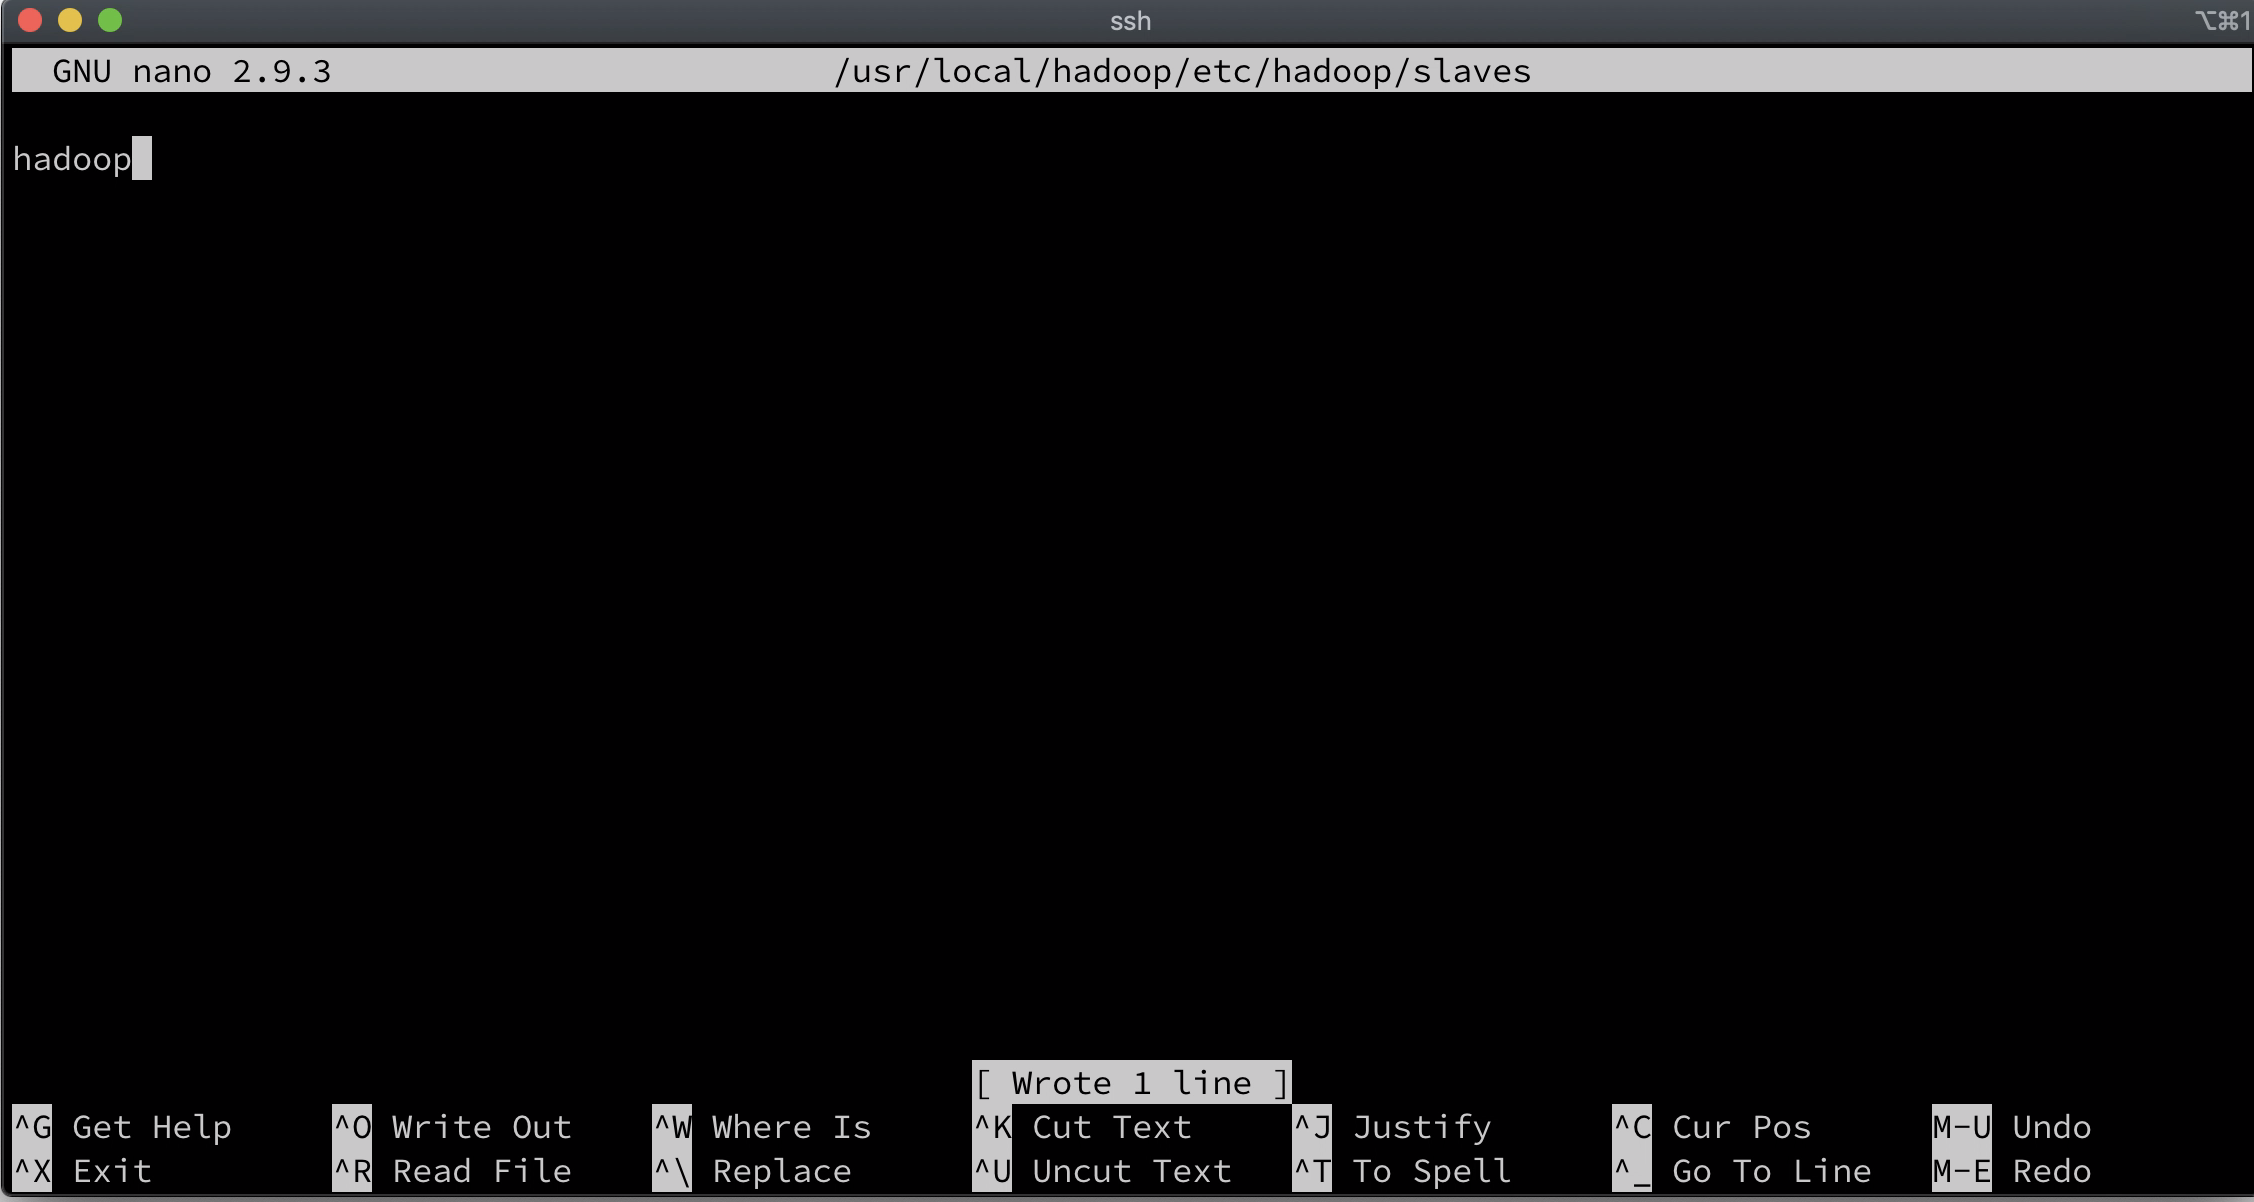 ssh ⌥⌘1
GNU nano 2.9.3 /usr/local/hadoop/etc/hadoop/slaves
hadoop
[ Wrote 1 line ]
^G Get Help ^O Write Out ^W Where Is ^K Cut Text ^J Justify ^C Cur Pos M-U Undo
^X Exit ^R Read File ^\ Replace ^U Uncut Text ^T To Spell ^_ Go To Line M-E Redo